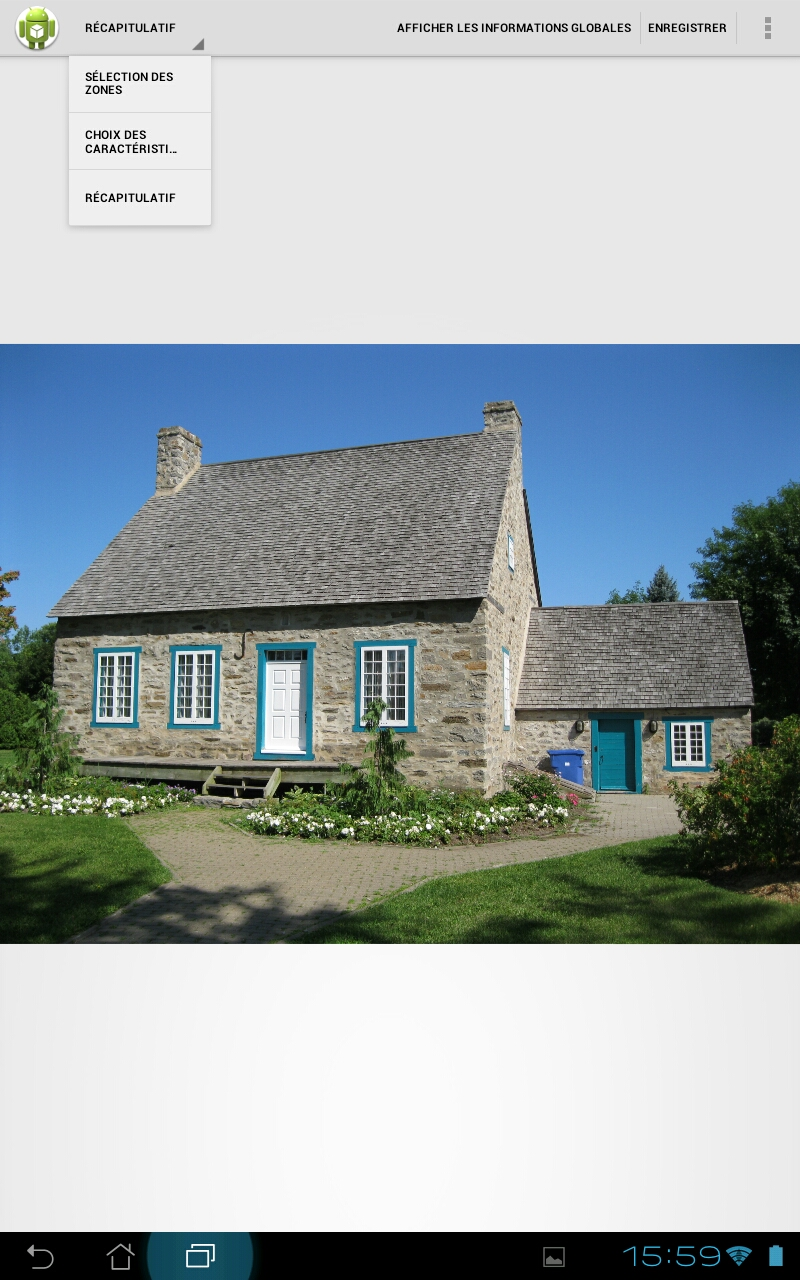 RÉCAPITULATIF
AFFICHER LES INFORMATIONS GLOBALES
ENREGISTRER
SÉLECTION DES
ZONES
CHOIX DES
CARACTÉRISTI...
RÉCAPITULATIF
15:59